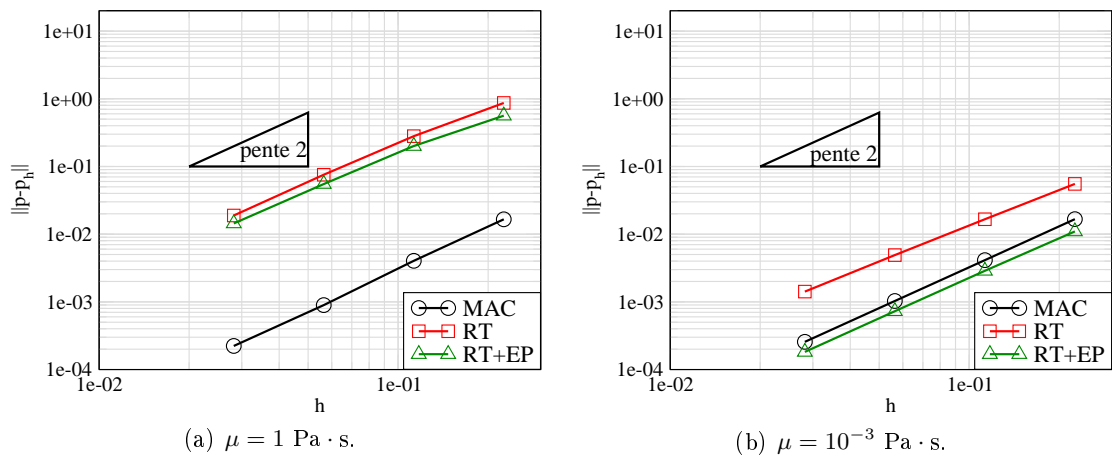 1e+01
1e+00
1e-01
1e-02
1e-03
1e-04
||p-p_h||
pente 2
MAC
RT
RT+EP
1e-02
1e-01
h
(a) μ = 1 Pa · s.
1e+01
1e+00
1e-01
1e-02
1e-03
1e-04
||p-p_h||
pente 2
MAC
RT
RT+EP
1e-02
1e-01
h
(b) μ = 10⁻³ Pa · s.